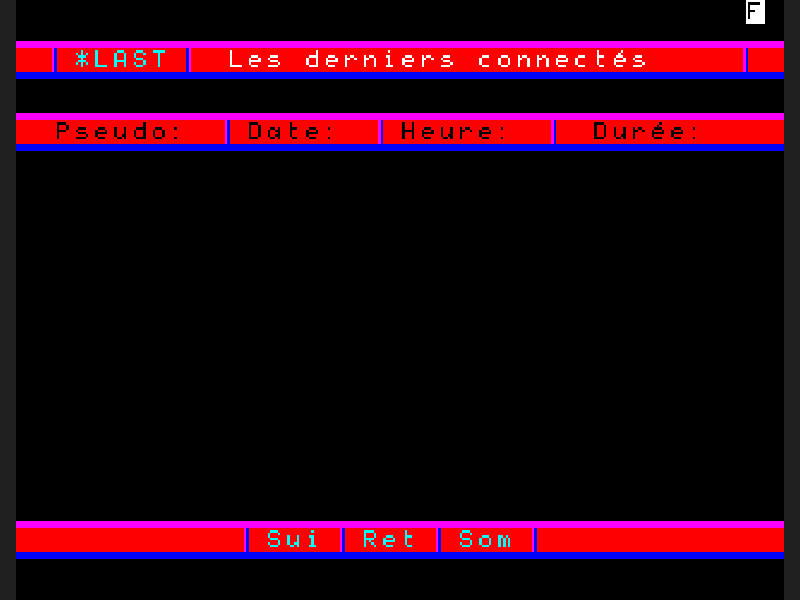 F
*LAST Les derniers connectés
Pseudo: Date: Heure: Durée:
Sui Ret Som